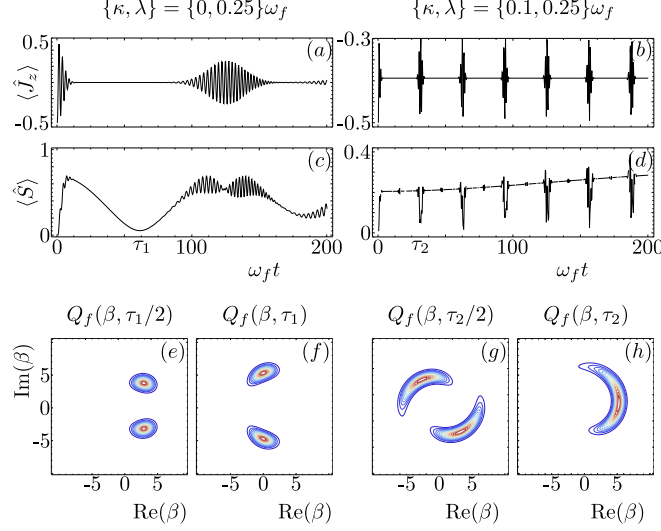 {κ, λ} = {0, 0.25}ω_f
{κ, λ} = {0.1, 0.25}ω_f
⟨Ĵ_z⟩
0.5
-0.5
(a)
-0.3
-0.5
(b)
⟨Ŝ⟩
1
0
(c)
0.4
0
(d)
0 τ_1 100 200
ω_f t
0 τ_2 100 200
ω_f t
Q_f(β, τ_1/2)
Q_f(β, τ_1)
Q_f(β, τ_2/2)
Q_f(β, τ_2)
Im(β)
5
0
-5
(e)
(f)
(g)
(h)
-5 0 5
-5 0 5
-5 0 5
-5 0 5
Re(β)
Re(β)
Re(β)
Re(β)